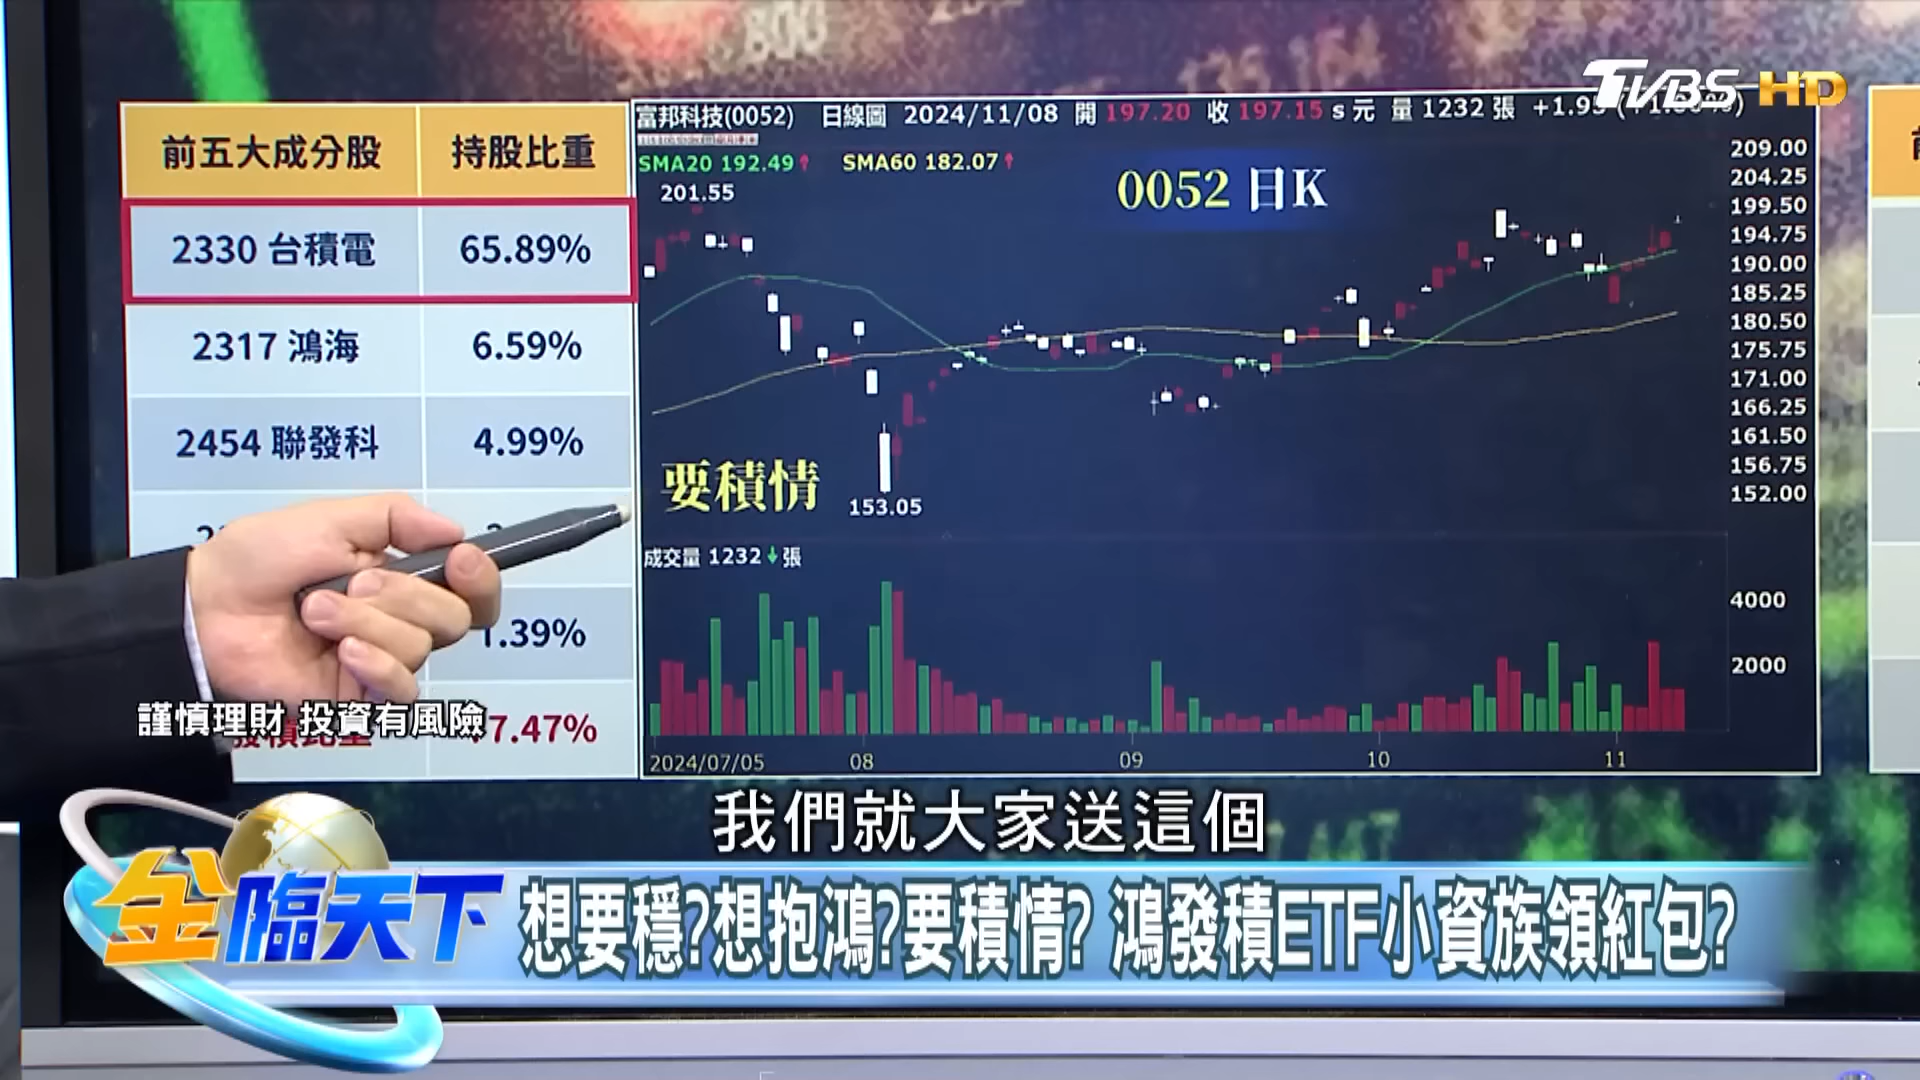 TVBS HD
前五大成分股 持股比重
2330 台積電 65.89%
2317 鴻海 6.59%
2454 聯發科 4.99%
1.39%
7.47%
富邦科技(0052) 日線圖 2024/11/08 開 197.20 收 197.15 s元 量 1232 張
SMA20 192.49↑ SMA60 182.07↑
201.55
0052 日K
209.00
204.25
199.50
194.75
190.00
185.25
180.50
175.75
171.00
166.25
161.50
156.75
152.00
要積情
153.05
成交量 1232↓張
4000
2000
2024/07/05 08 09 10 11
謹慎理財 投資有風險
我們就大家送這個
金臨天下
想要穩?想抱鴻?要積情? 鴻發積ETF小資族領紅包?